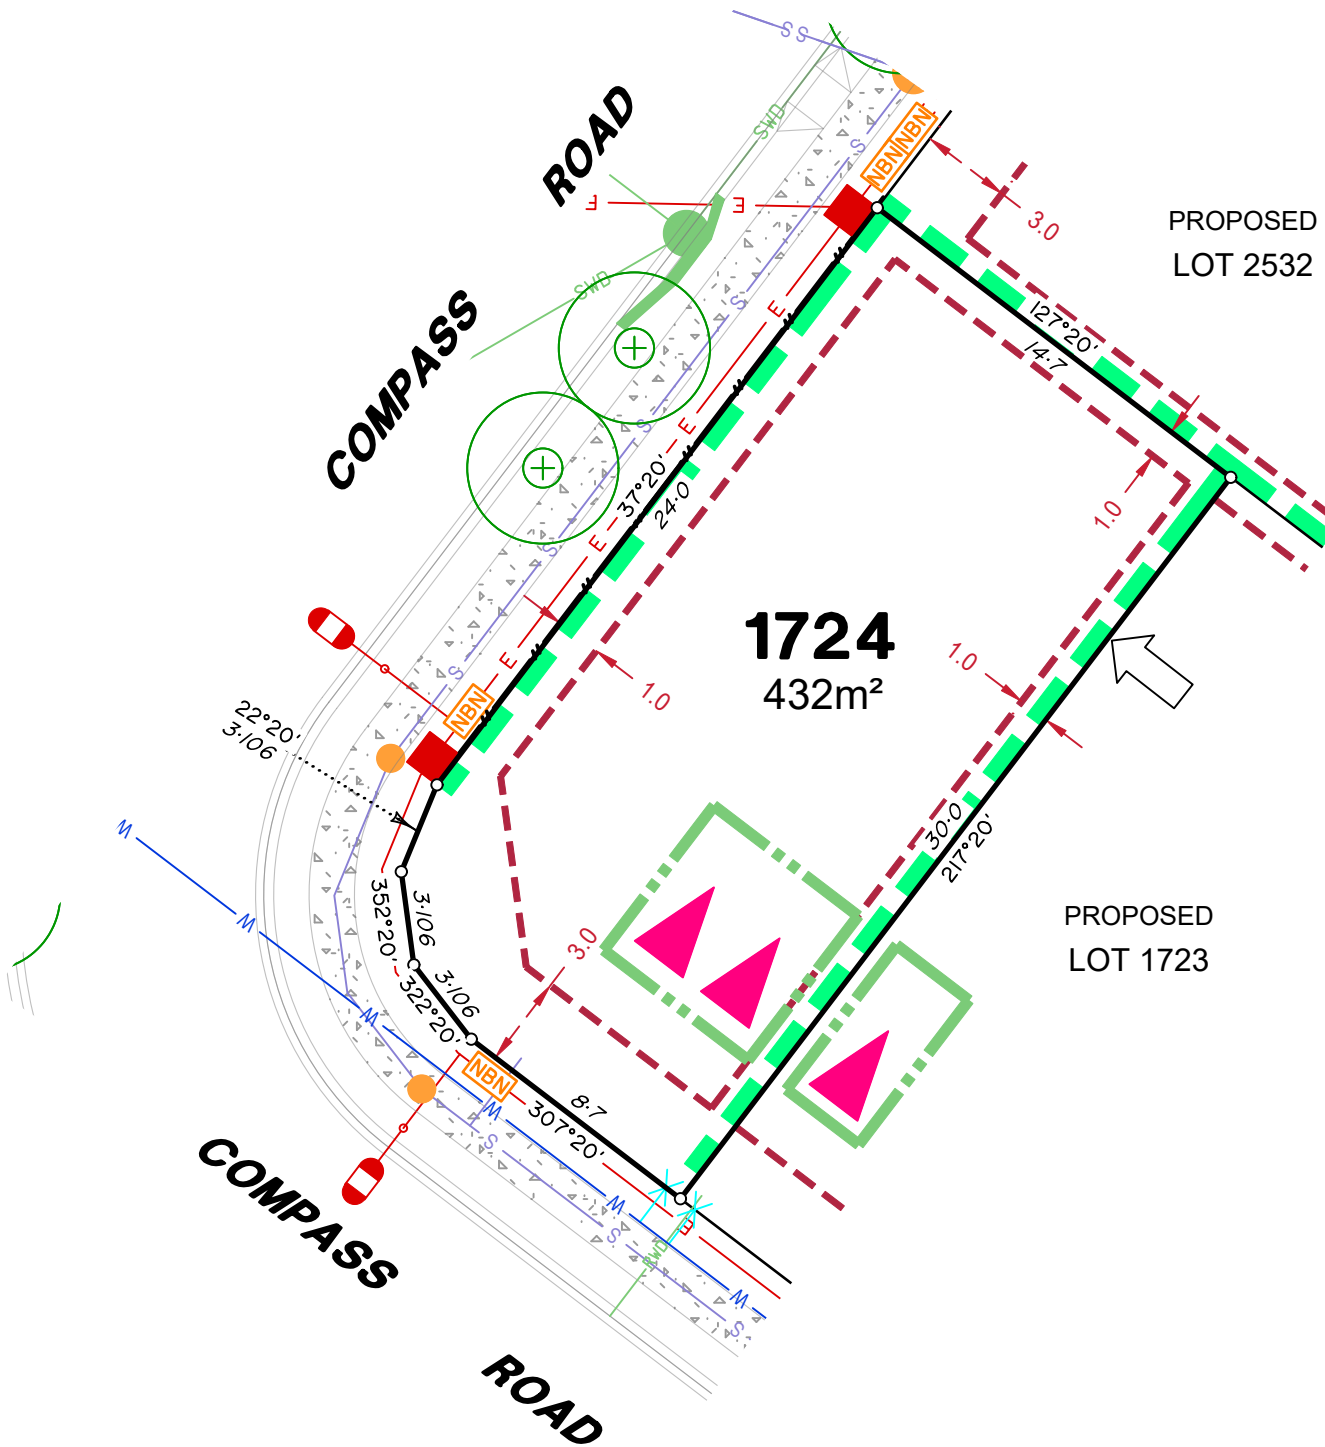 SS
ROAD
SWD
NBN
NBN
S
E
E
3.0
PROPOSED
LOT 2532
COMPASS
SWD
S
E
127°20'
14·7
S
E
37°20'
24·0
1.0
S
E
1724
432m²
1.0
1.0
S
E
NBN
22°20'
3·106
W
W
30·0
217°20'
PROPOSED
LOT 1723
352°20'
3·106
3·106
322°20'
3.0
W
NBN
W
8·7
307°20'
S
COMPASS
W
S
E
RWD
W
S
ROAD